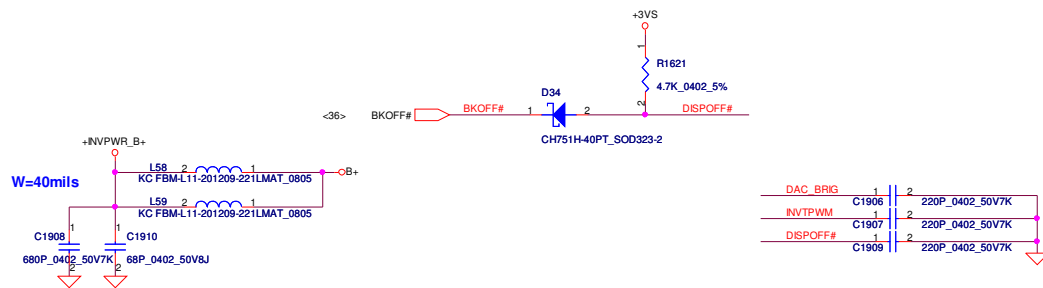 +3VS
1
R1621
4.7K_0402_5%
2
D34
<36>
BKOFF#
BKOFF#
1
2
DISPOFF#
CH751H-40PT_SOD323-2
+INVPWR_B+
L58
2
1
KC FBM-L11-201209-221LMAT_0805
B+
W=40mils
L59
2
1
KC FBM-L11-201209-221LMAT_0805
C1908
1
680P_0402_50V7K
2
C1910
1
68P_0402_50V8J
2
DAC_BRIG
1
2
C1906
220P_0402_50V7K
INVTPWM
1
2
C1907
220P_0402_50V7K
DISPOFF#
1
2
C1909
220P_0402_50V7K